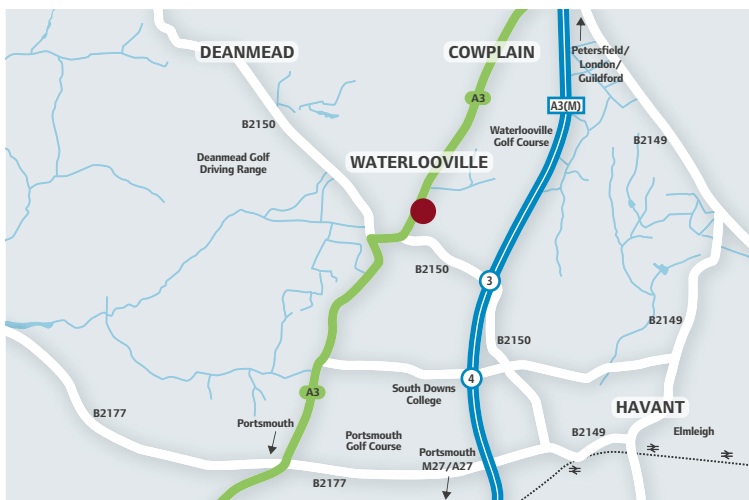 DEANMEAD
COWPLAIN
Petersfield/
London/
Guildford
A3
A3(M)
B2150
Waterlooville
Golf Course
B2149
Deanmead Golf
Driving Range
WATERLOOVILLE
B2150
3
B2149
B2150
4
A3
South Downs
College
HAVANT
B2177
Portsmouth
Portsmouth
Golf Course
B2149
Elmleigh
Portsmouth
M27/A27
B2177